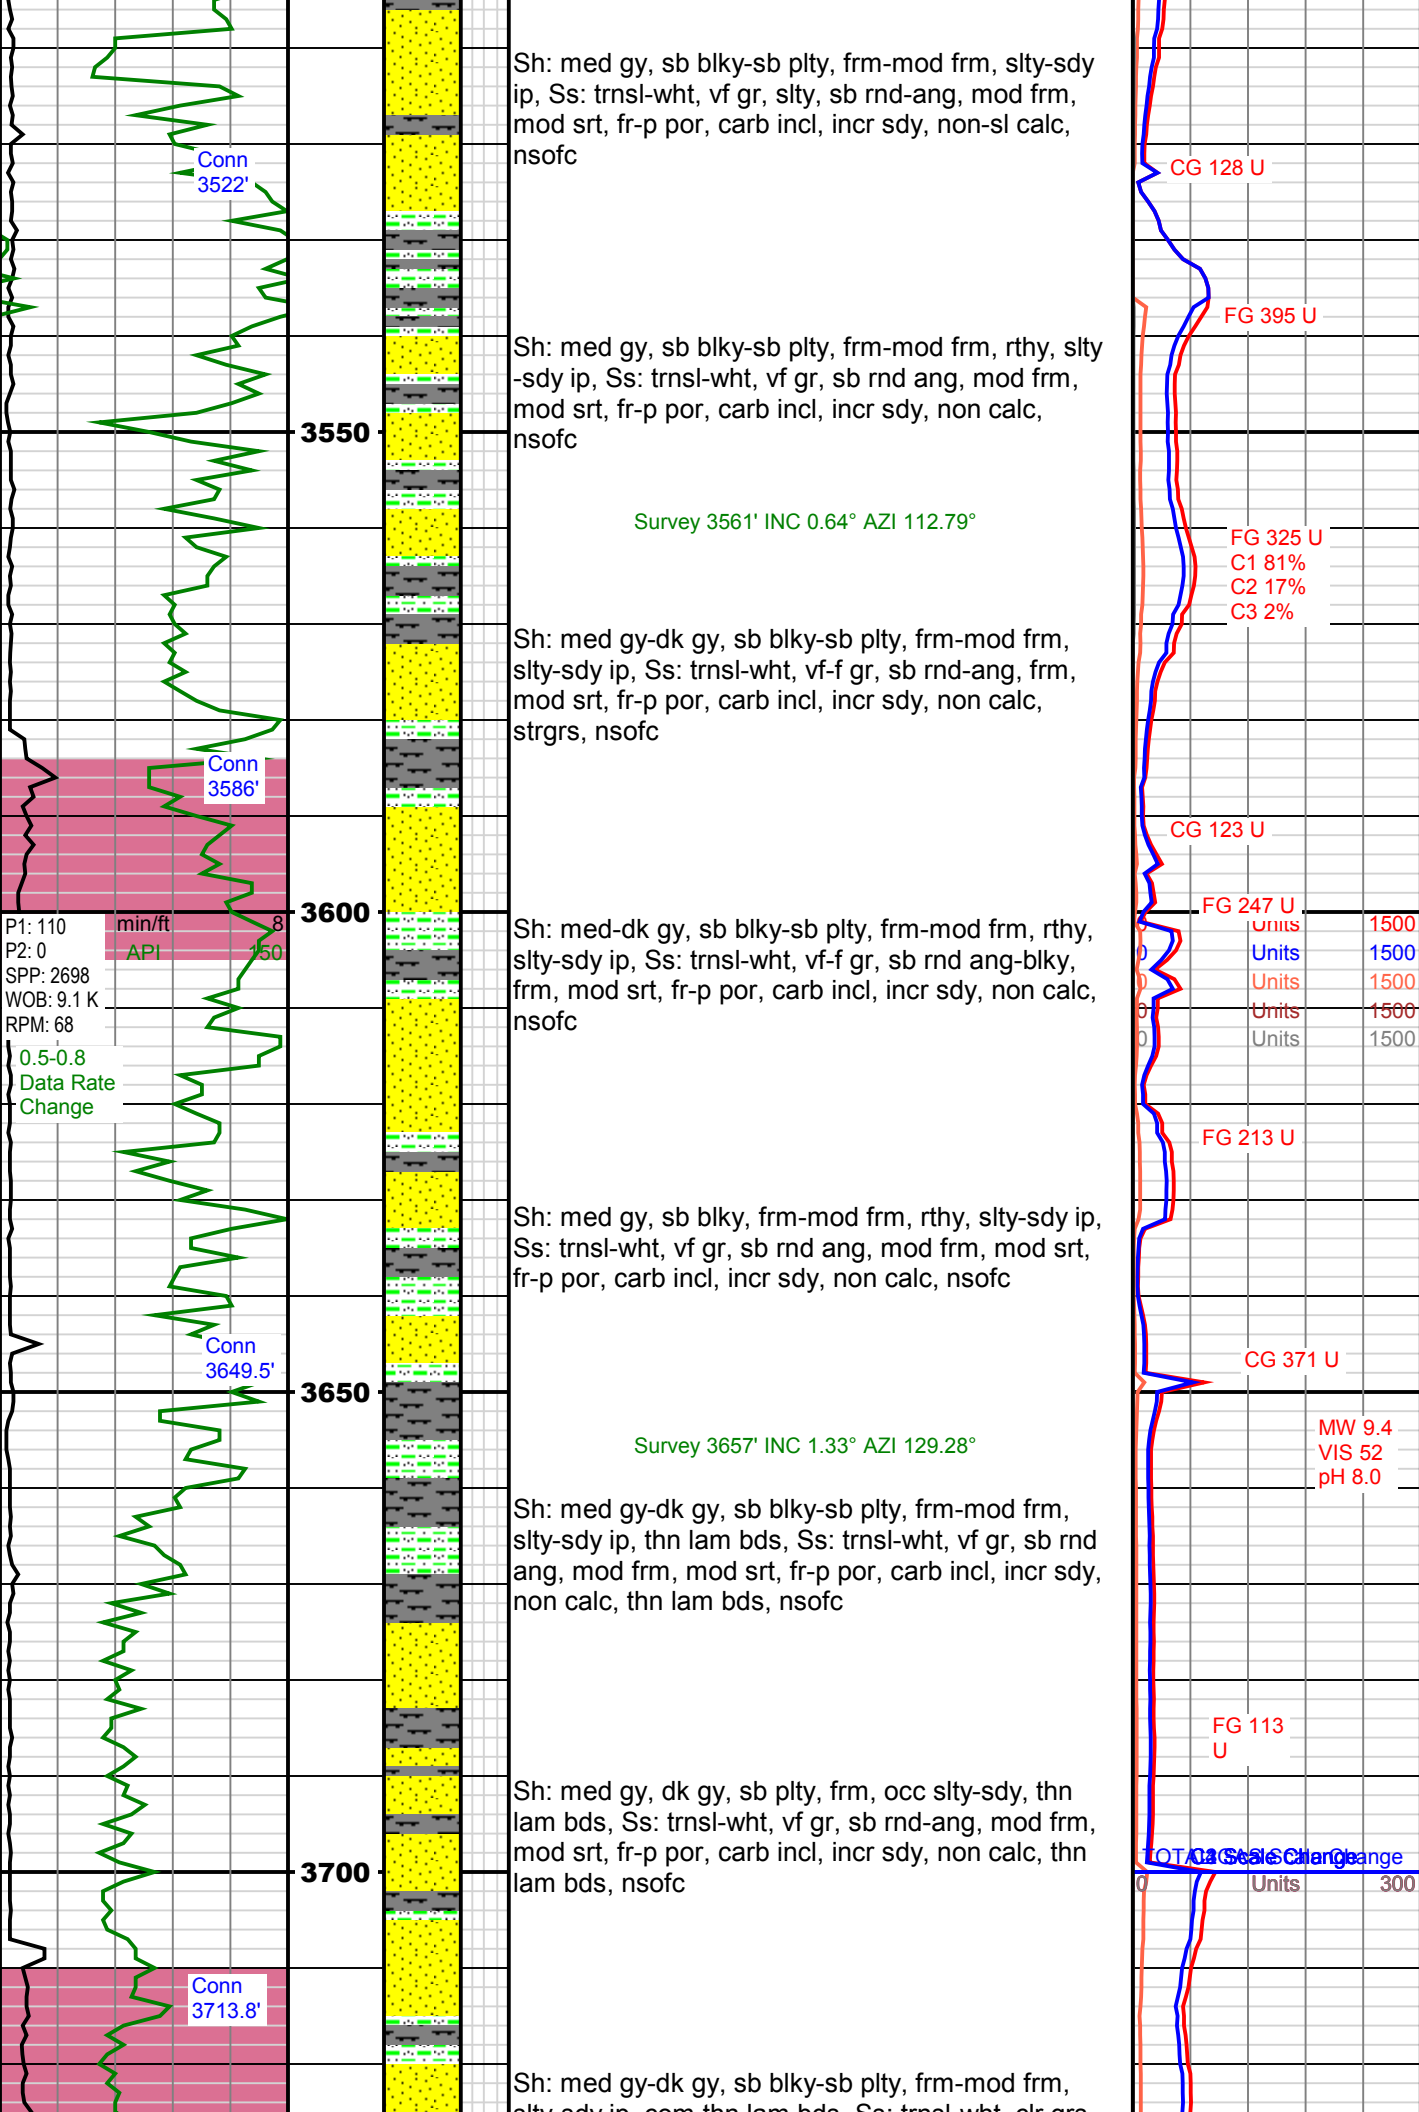 Sh: med gy, sb blky-sb plty, frm-mod frm, slty-sdy
ip, Ss: trnsl-wht, vf gr, slty, sb rnd-ang, mod frm,
mod srt, fr-p por, carb incl, incr sdy, non-sl calc,
nsofc
Conn
3522'
CG 128 U
FG 395 U
Sh: med gy, sb blky-sb plty, frm-mod frm, rthy, slty
-sdy ip, Ss: trnsl-wht, vf gr, sb rnd ang, mod frm,
mod srt, fr-p por, carb incl, incr sdy, non calc,
nsofc
3550
Survey 3561' INC 0.64° AZI 112.79°
FG 325 U
C1 81%
C2 17%
C3 2%
Sh: med gy-dk gy, sb blky-sb plty, frm-mod frm,
slty-sdy ip, Ss: trnsl-wht, vf-f gr, sb rnd-ang, frm,
mod srt, fr-p por, carb incl, incr sdy, non calc,
strgrs, nsofc
Conn
3586'
CG 123 U
FG 247 U
3600
P1: 110
P2: 0
SPP: 2698
WOB: 9.1 K
RPM: 68
min/ft 8
API 150
0.5-0.8
Data Rate
Change
Sh: med-dk gy, sb blky-sb plty, frm-mod frm, rthy,
slty-sdy ip, Ss: trnsl-wht, vf-f gr, sb rnd ang-blky,
frm, mod srt, fr-p por, carb incl, incr sdy, non calc,
nsofc
0 Units 1500
0 Units 1500
0 Units 1500
0 Units 1500
0 Units 1500
FG 213 U
Sh: med gy, sb blky, frm-mod frm, rthy, slty-sdy ip,
Ss: trnsl-wht, vf gr, sb rnd ang, mod frm, mod srt,
fr-p por, carb incl, incr sdy, non calc, nsofc
Conn
3649.5'
CG 371 U
3650
Survey 3657' INC 1.33° AZI 129.28°
MW 9.4
VIS 52
pH 8.0
Sh: med gy-dk gy, sb blky-sb plty, frm-mod frm,
slty-sdy ip, thn lam bds, Ss: trnsl-wht, vf gr, sb rnd
ang, mod frm, mod srt, fr-p por, carb incl, incr sdy,
non calc, thn lam bds, nsofc
FG 113
U
Sh: med gy, dk gy, sb plty, frm, occ slty-sdy, thn
lam bds, Ss: trnsl-wht, vf gr, sb rnd-ang, mod frm,
mod srt, fr-p por, carb incl, incr sdy, non calc, thn
lam bds, nsofc
3700
Scale Change
0 Units 300
Conn
3713.8'
Sh: med gy-dk gy, sb blky-sb plty, frm-mod frm,
slty-sdy ip, com thn lam bds, Ss: trnsl-wht, clr grs